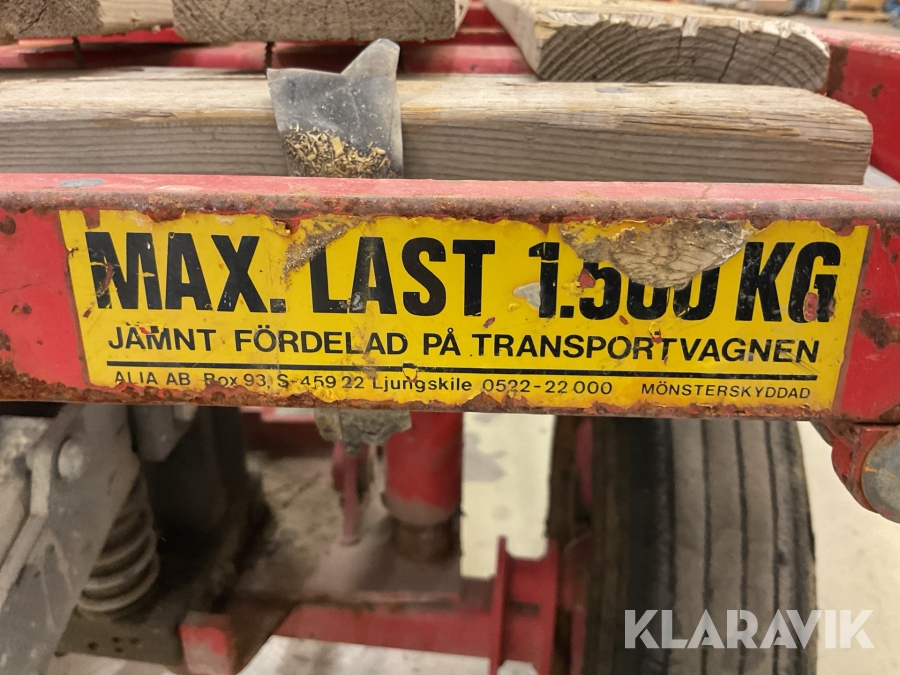 MAX. LAST 1.500 KG
JÄMNT FÖRDELAD PÅ TRANSPORTVAGNEN
ALIA AB Box 93, S-459 22 Ljungskile 0522-22 000 MÖNSTERSKYDDAD
KLARAVIK